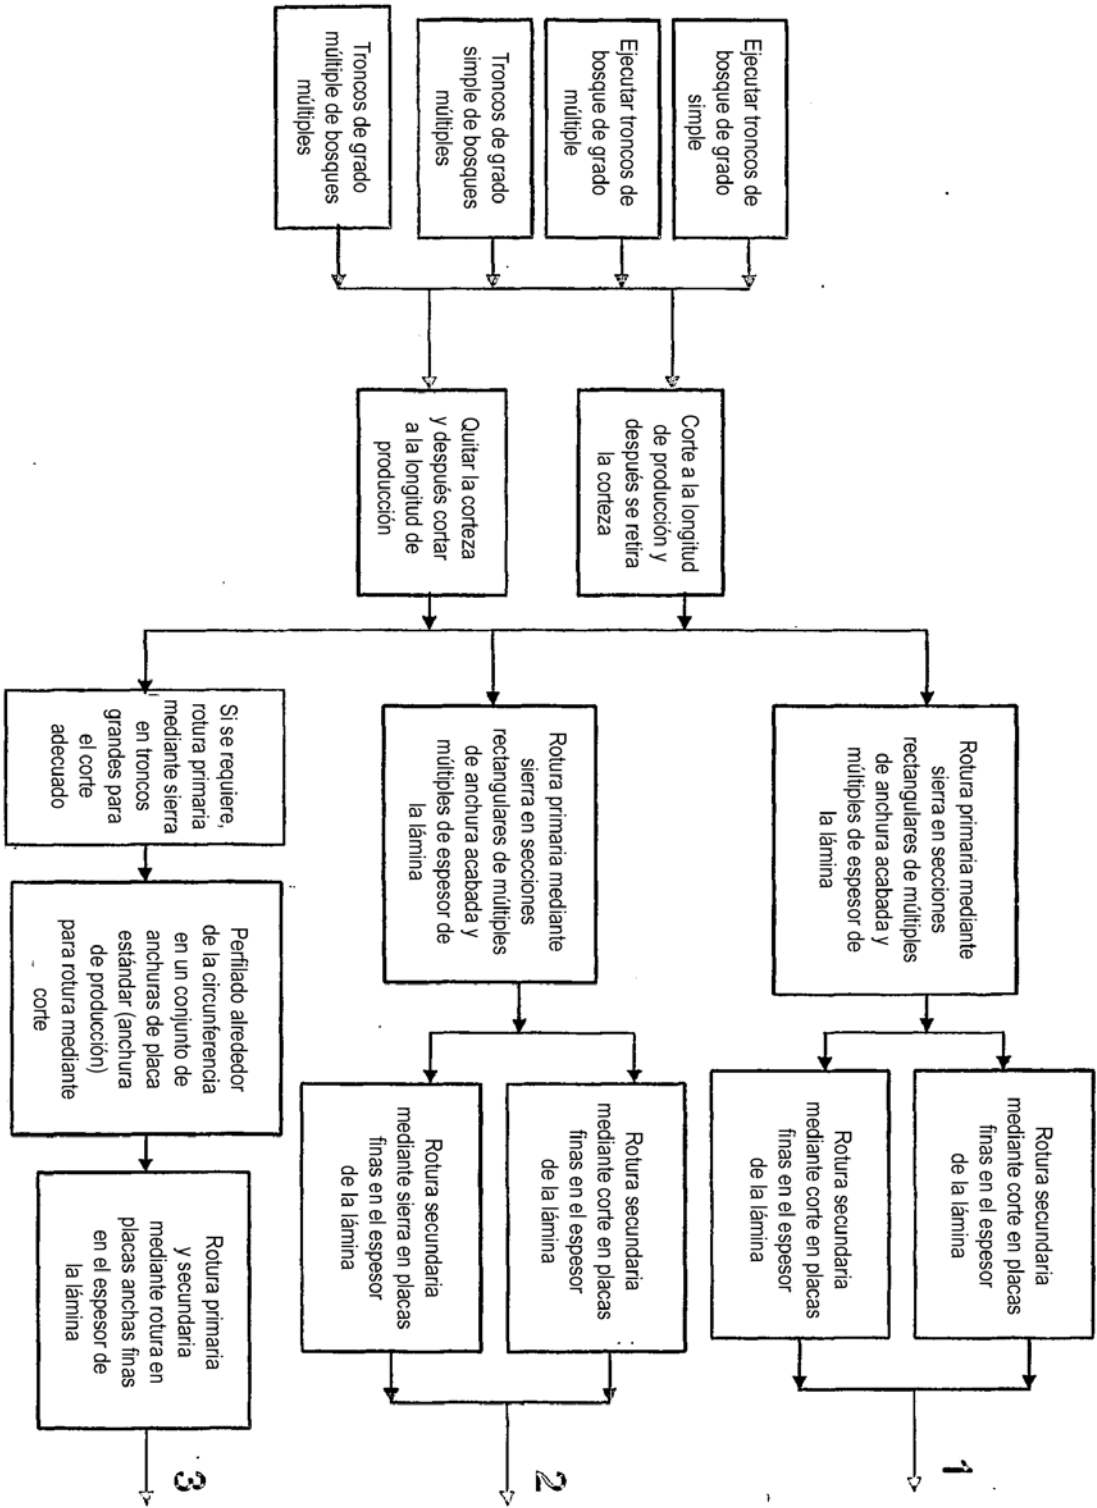 Ejecutar troncos de
bosque de grado
simple
Ejecutar troncos de
bosque de grado
múltiple
Troncos de grado
simple de bosques
múltiples
Troncos de grado
múltiple de bosques
múltiples
Corte a la longitud
de producción y
después se retira
la corteza
Quitar la corteza
y después cortar
a la longitud de
producción
Rotura primaria mediante
sierra en secciones
rectangulares de múltiples
de anchura acabada y
múltiples de espesor de
la lámina
Rotura primaria mediante
sierra en secciones
rectangulares de múltiples
de anchura acabada y
múltiples de espesor de
la lámina
Si se requiere,
rotura primaria
mediante sierra
en troncos
grandes para
el corte
adecuado
Perfilado alrededor
de la circunferencia
en un conjunto de
anchuras de placa
estándar (anchura
de producción)
para rotura mediante
corte
Rotura secundaria
mediante corte en placas
finas en el espesor
de la lámina
Rotura secundaria
mediante corte en placas
finas en el espesor
de la lámina
Rotura secundaria
mediante corte en placas
finas en el espesor
de la lámina
Rotura secundaria
mediante sierra en placas
finas en el espesor
de la lámina
Rotura primaria
y secundaria
mediante rotura en
placas anchas finas
en el espesor de
la lámina
1
2
3